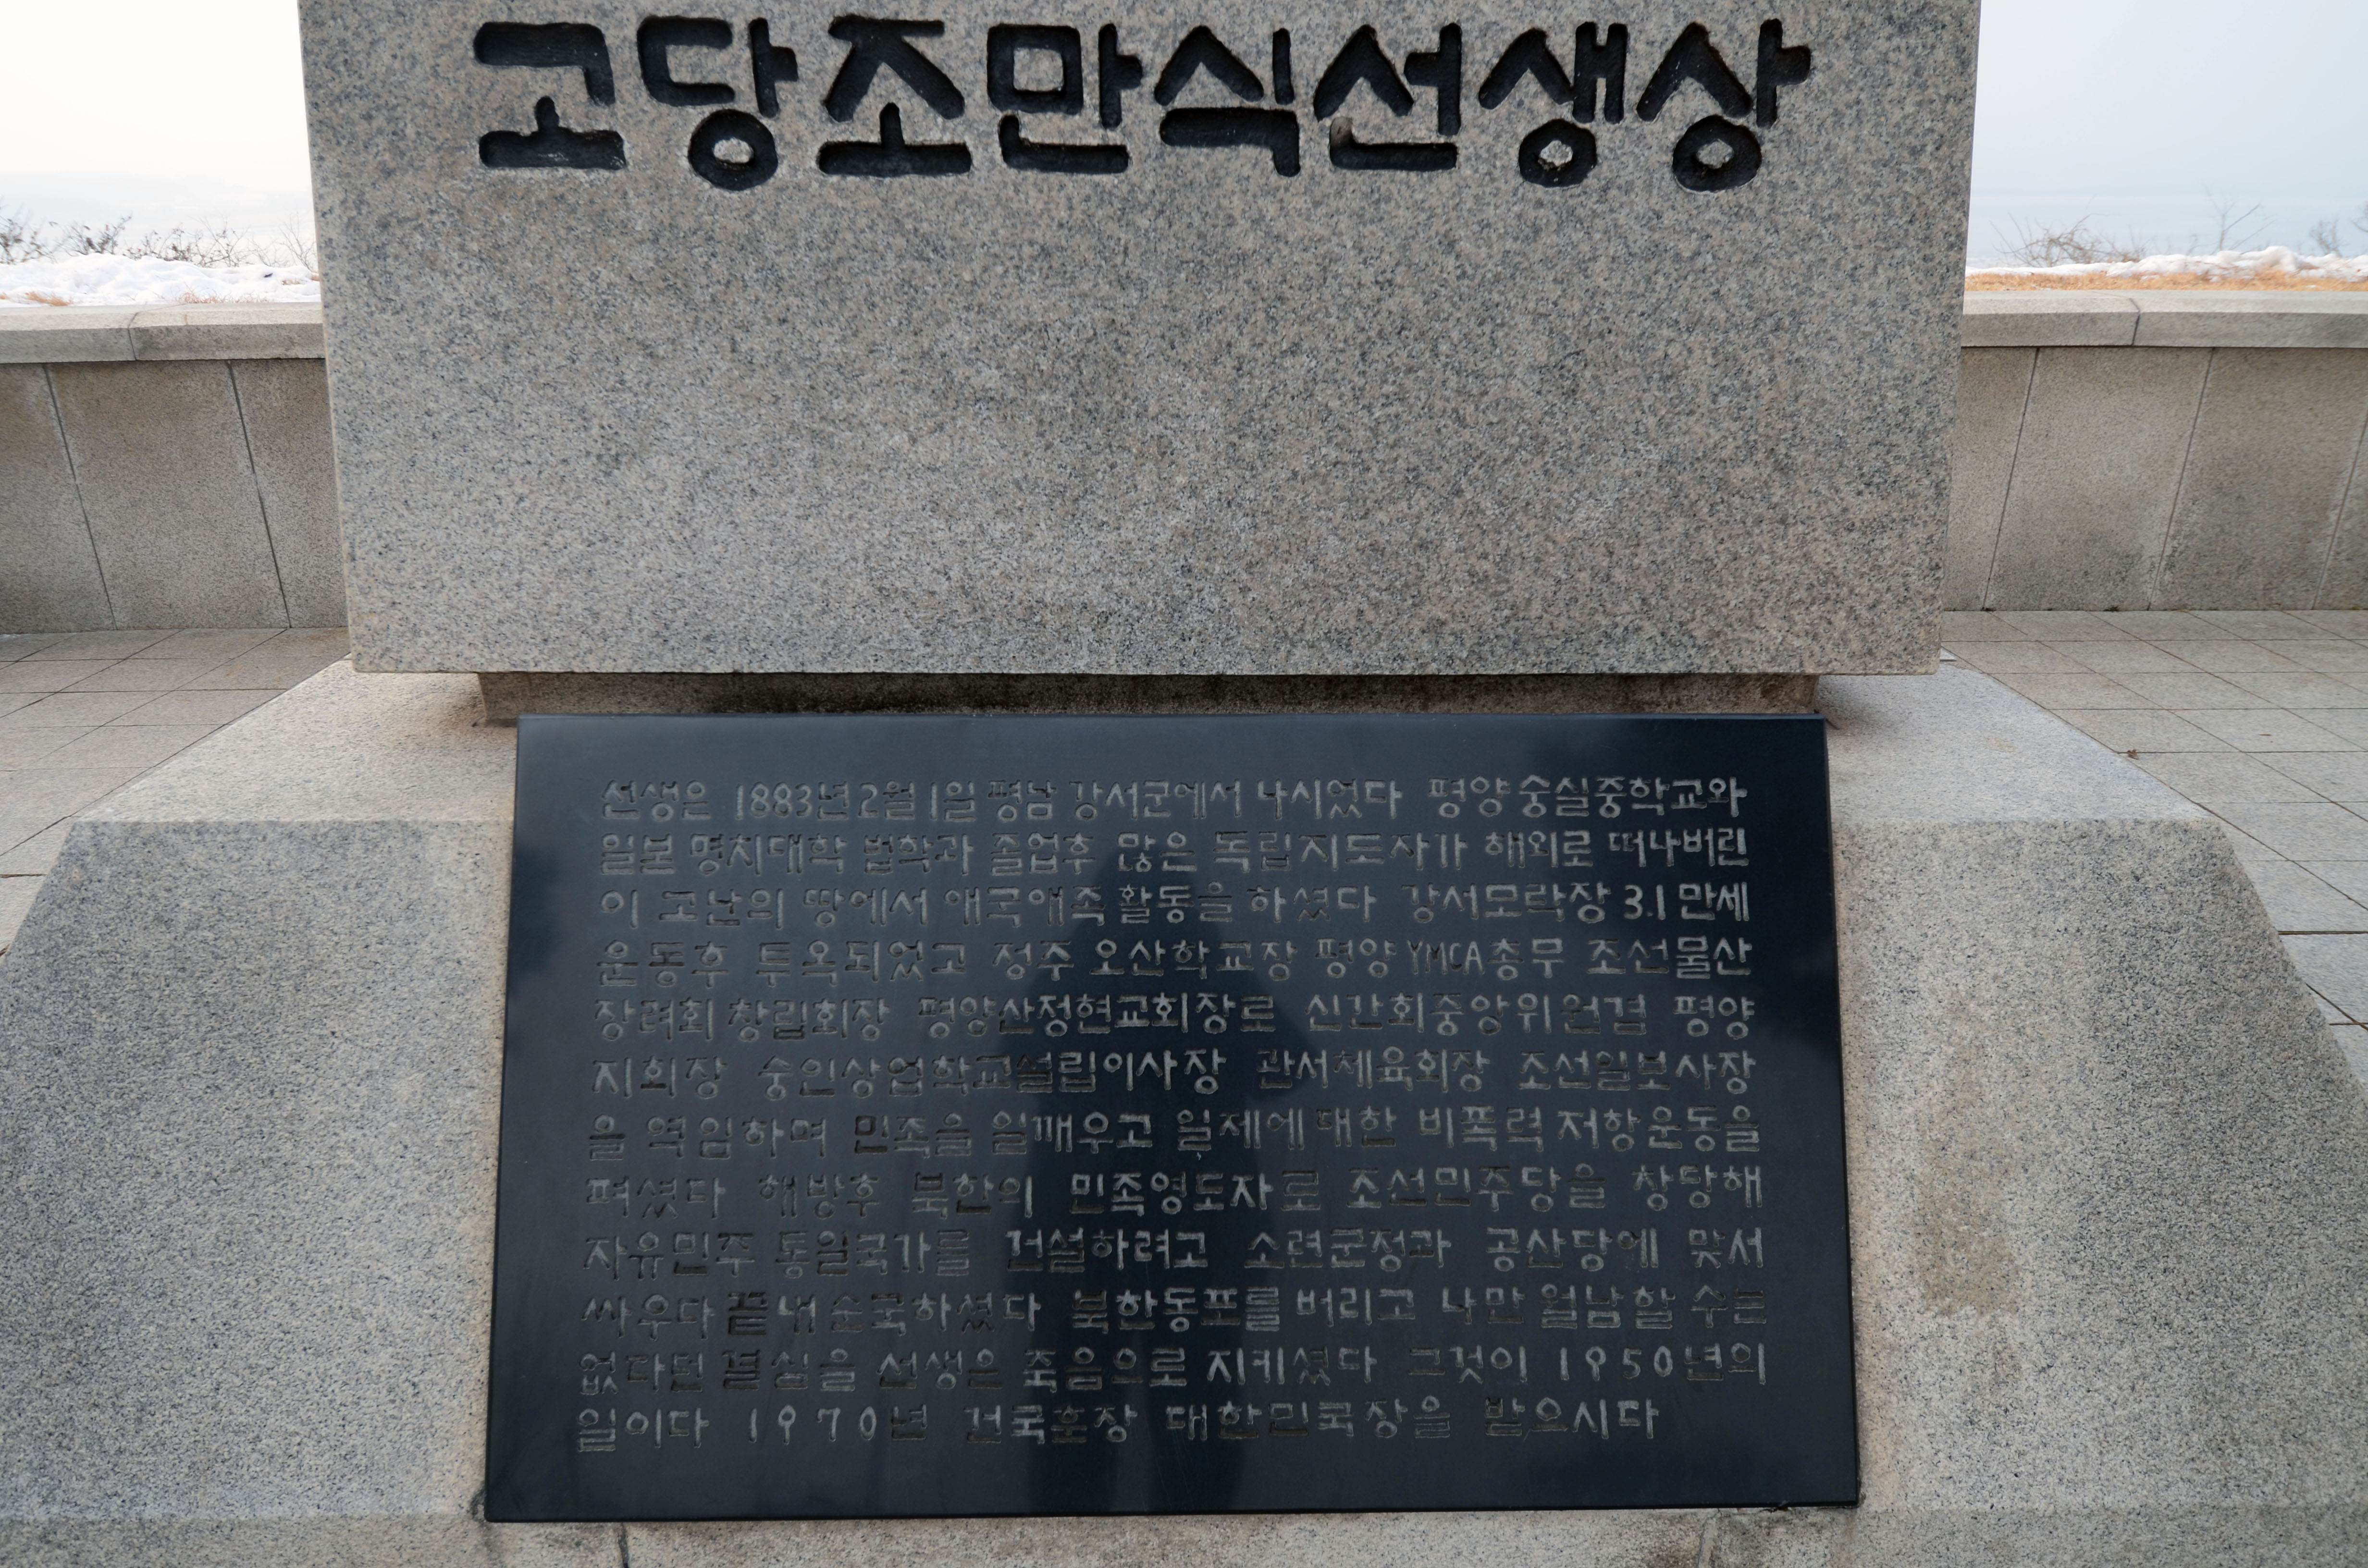 고당조만식선생상
선생은 1883년 2월 1일 평남 강서군에서 나시었다 평양 숭실중학교와
일본 명치대학 법학과 졸업후 많은 독립지도자가 해외로 떠나버린
이 고난의 땅에서 애국애족활동을 하셨다 강서모락장 3.1 만세
운동후 투옥되었고 정주 오산학교장 평양 YMCA총무 조선물산
장려회 창립회장 평양산정현교회장로 신간회중앙위원겸 평양
지회장 숭인상업학교설립이사장 관서체육회장 조선일보사장
을 역임하며 민족을 일깨우고 일제에 대한 비폭력 저항운동을
펴셨다 해방후 북한의 민족영도자로 조선민주당을 창당해
자유민주 통일국가를 건설하려고 소련군정과 공산당에 맞서
싸우다 끝내 순국하셨다 북한동포를 버리고 나만 월남할 수는
없다던 결심을 선생은 죽음으로 지키셨다 그것이 1950년의
일이다 1970년 건국훈장 대한민국장을 받으시다